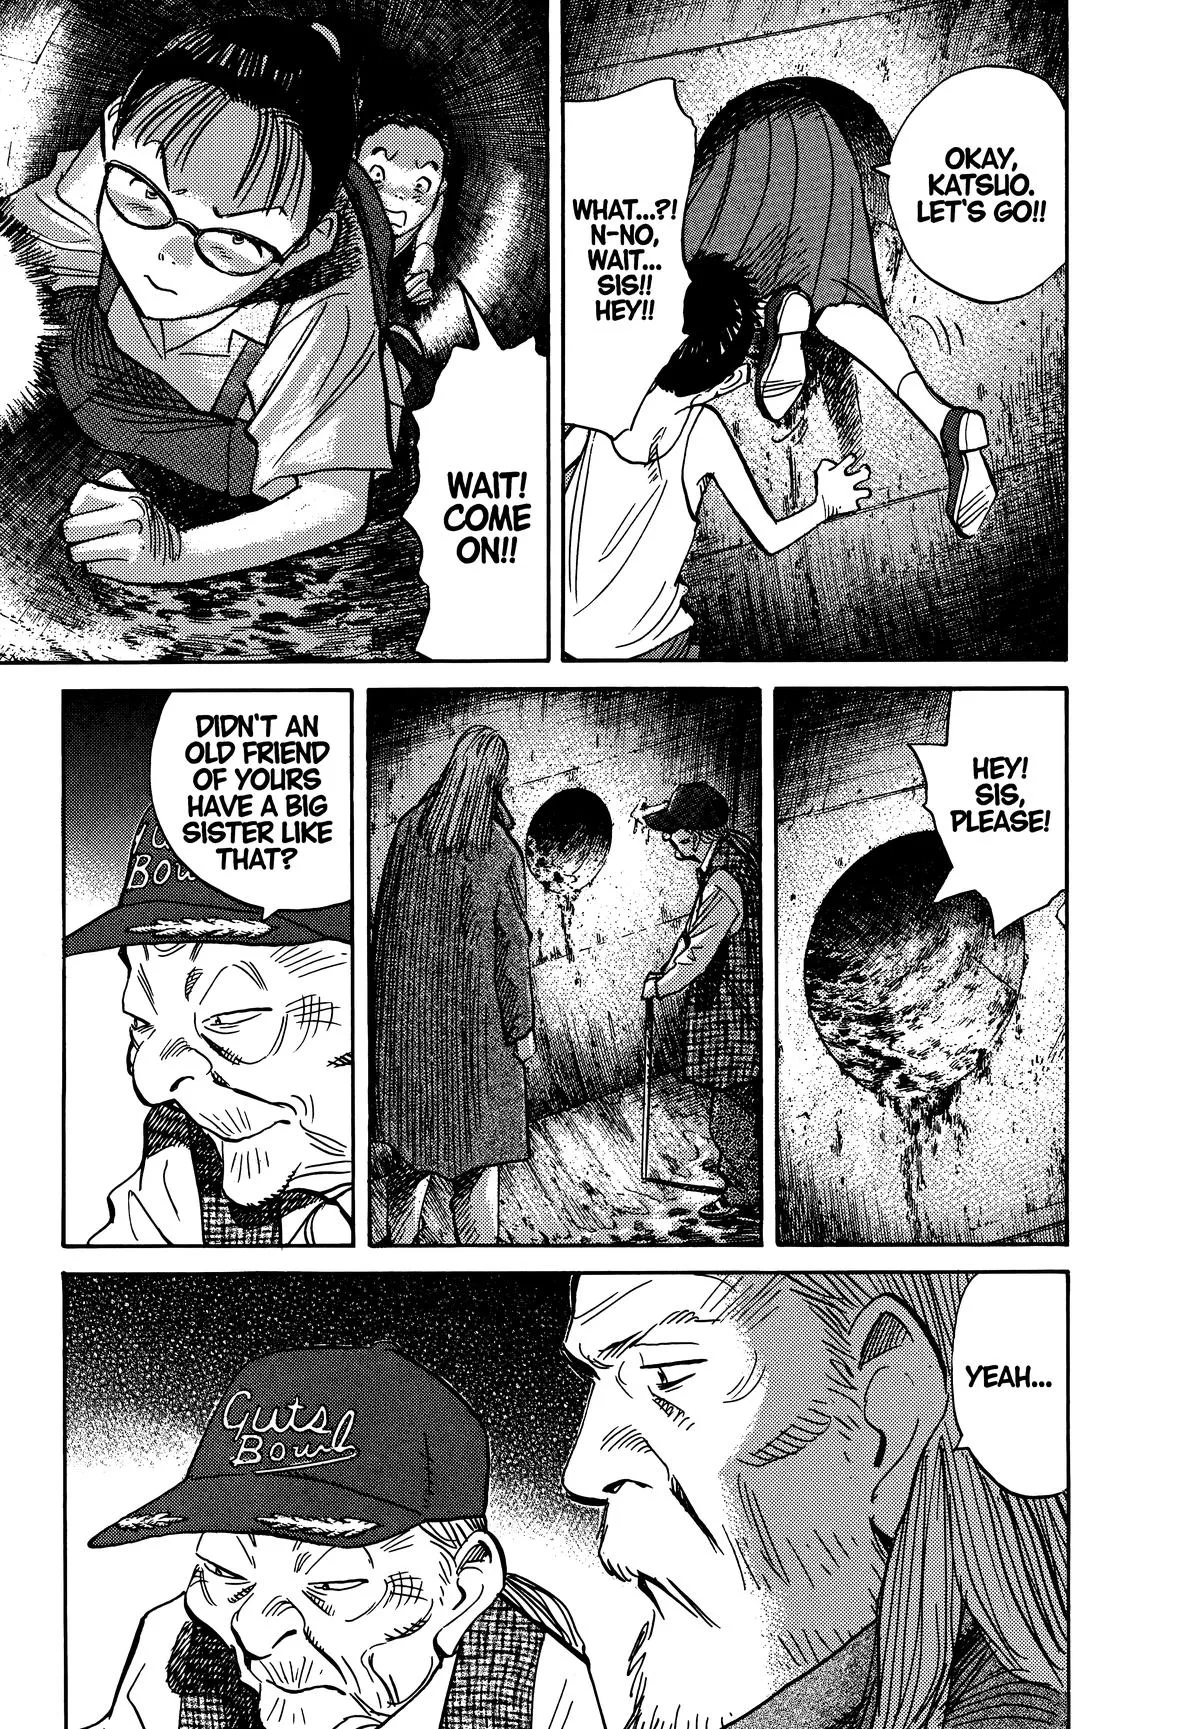 OKAY,
KATSUO.
LET'S GO!!
WHAT...?!
N-NO,
WAIT...
SIS!!
HEY!!
WAIT!
COME
ON!!
HEY!
SIS,
PLEASE!
DIDN'T AN
OLD FRIEND
OF YOURS
HAVE A BIG
SISTER LIKE
THAT?
Bowl
YEAH...
Guts
Bowl